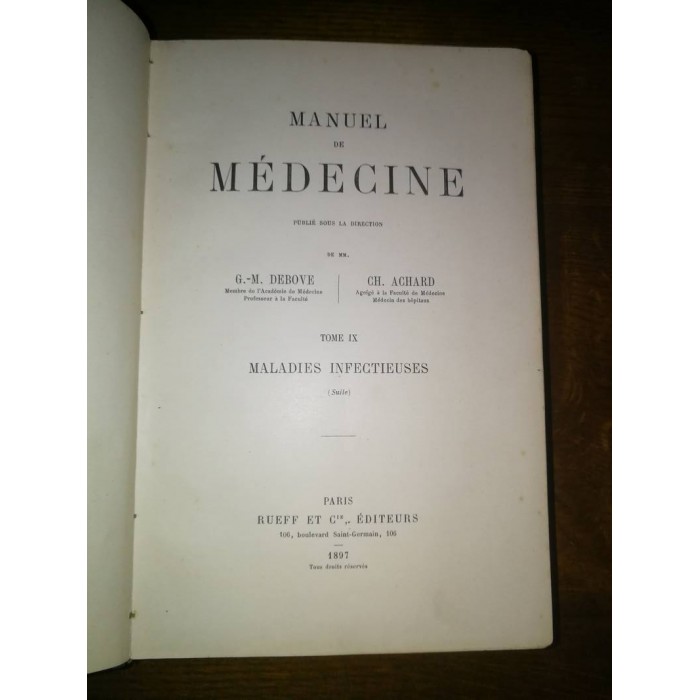 MANUEL
DE
MÉDECINE
PUBLIÉ SOUS LA DIRECTION
DE MM.
G.-M. DEBOVE
Membre de l'Académie de Médecine
Professeur à la Faculté
CH. ACHARD
Agrégé à la Faculté de Médecine
Médecin des hôpitaux
TOME IX
MALADIES INFECTIEUSES
(Suite)
PARIS
RUEFF ET Cie, ÉDITEURS
106, boulevard Saint-Germain, 106
1897
Tous droits réservés